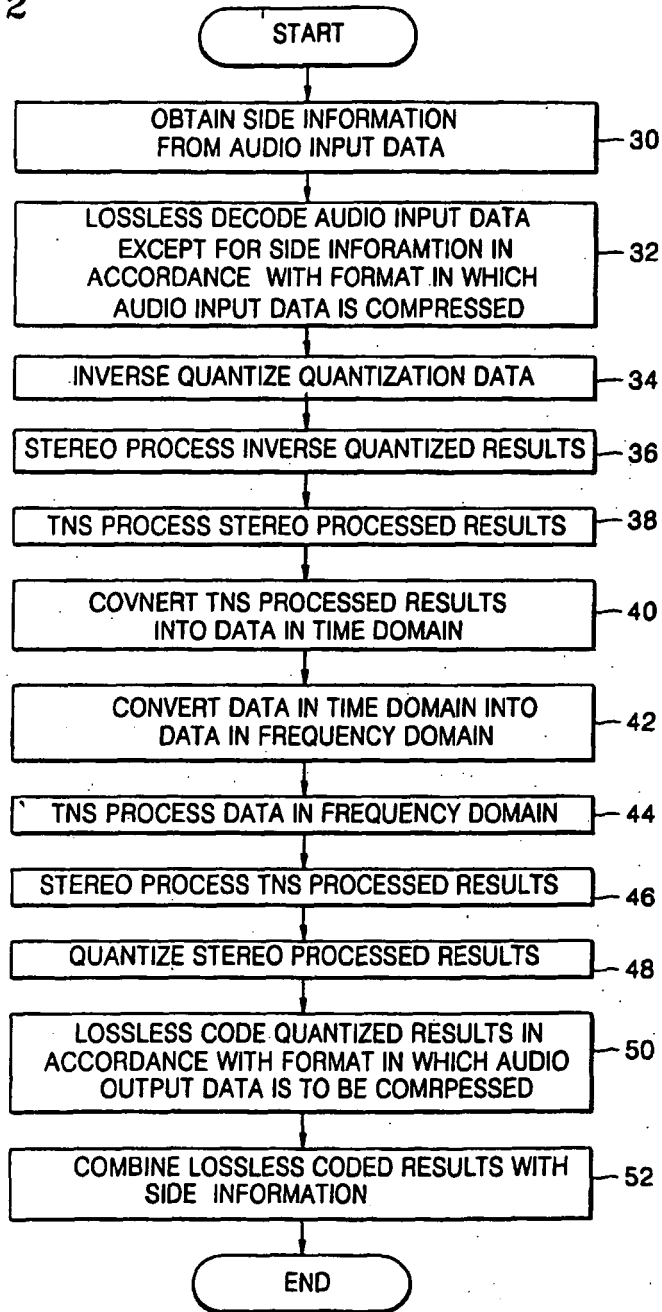 2
START
OBTAIN SIDE INFORMATION
FROM AUDIO INPUT DATA
30
LOSSLESS DECODE AUDIO INPUT DATA
EXCEPT FOR SIDE INFORAMTION IN
ACCORDANCE WITH FORMAT IN WHICH
AUDIO INPUT DATA IS COMPRESSED
32
INVERSE QUANTIZE QUANTIZATION DATA
34
STEREO PROCESS INVERSE QUANTIZED RESULTS
36
TNS PROCESS STEREO PROCESSED RESULTS
38
COVNERT TNS PROCESSED RESULTS
INTO DATA IN TIME DOMAIN
40
CONVERT DATA IN TIME DOMAIN INTO
DATA IN FREQUENCY DOMAIN
42
TNS PROCESS DATA IN FREQUENCY DOMAIN
44
STEREO PROCESS TNS PROCESSED RESULTS
46
QUANTIZE STEREO PROCESSED RESULTS
48
LOSSLESS CODE QUANTIZED RESULTS IN
ACCORDANCE WITH FORMAT IN WHICH AUDIO
OUTPUT DATA IS TO BE COMRPESSED
50
COMBINE LOSSLESS CODED RESULTS WITH
SIDE INFORMATION
52
END